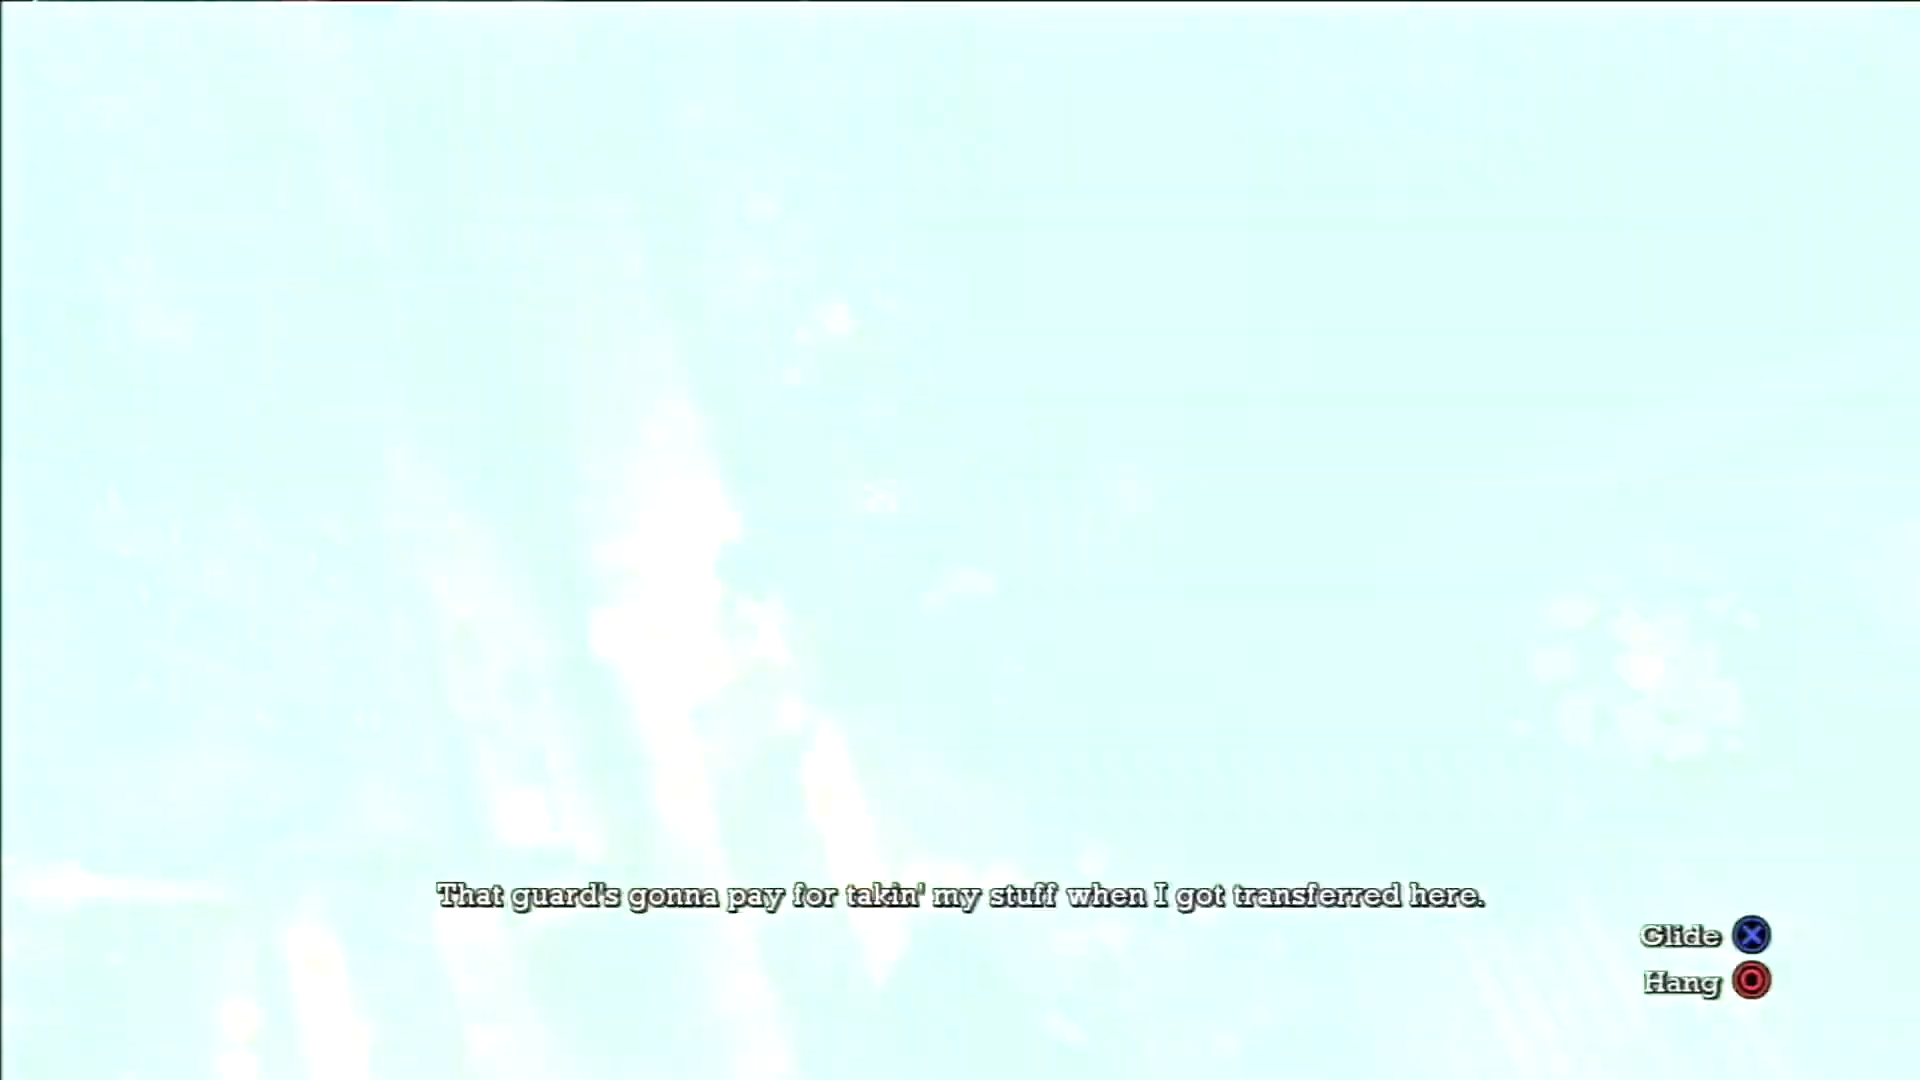 That guard's gonna pay for takin' my stuff when I got transferred here.
Glide
Hang